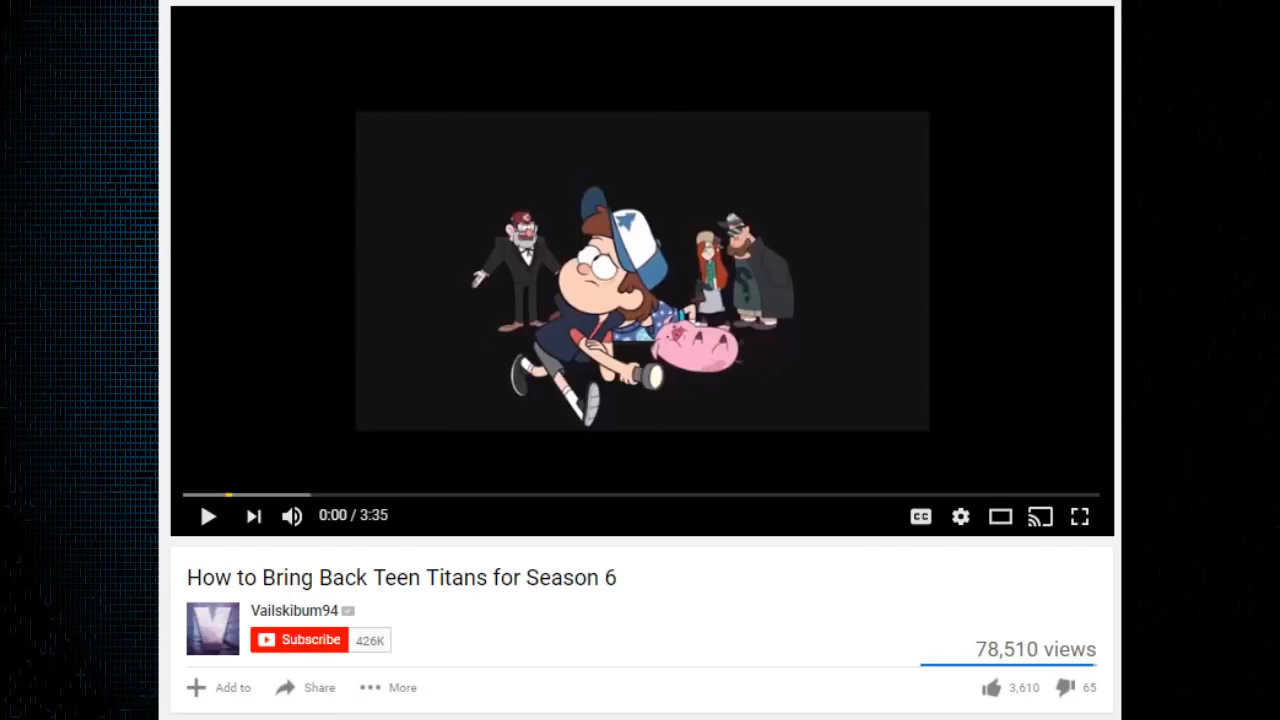 0:00 / 3:35
CC
How to Bring Back Teen Titans for Season 6
V
Vailskibum94
Subscribe 426K
78,510 views
Add to Share More
3,610 65